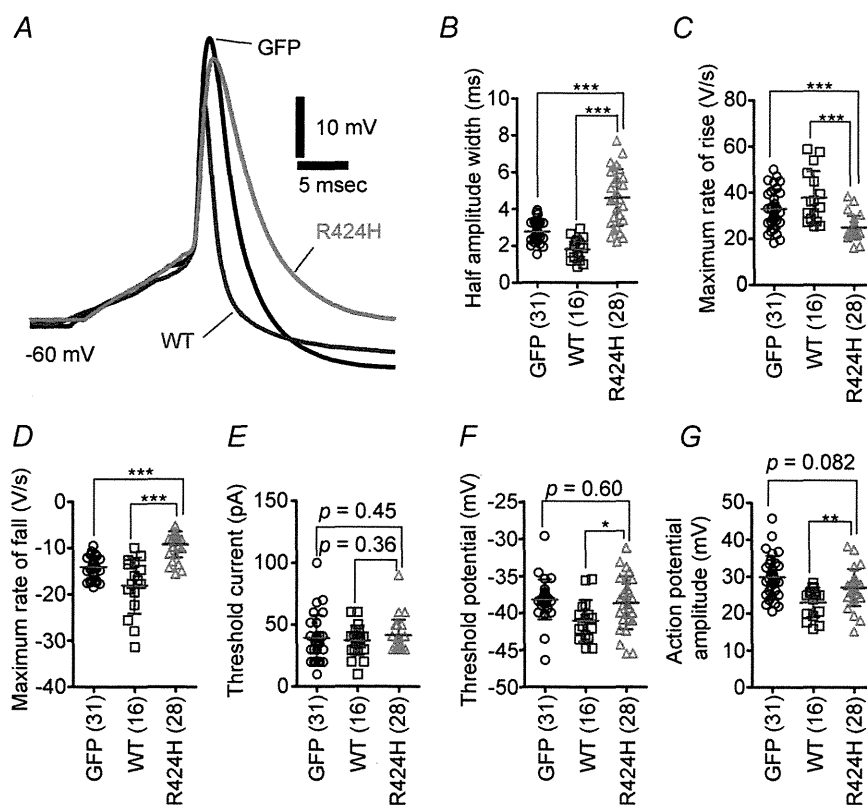 A
GFP
10 mV
5 msec
R424H
WT
-60 mV
B
Half amplitude width (ms)
10
8
6
4
2
0
***
***
GFP (31)
WT (16)
R424H (28)
C
Maximum rate of rise (V/s)
80
60
40
20
0
***
***
GFP (31)
WT (16)
R424H (28)
D
Maximum rate of fall (V/s)
0
-10
-20
-30
-40
***
***
GFP (31)
WT (16)
R424H (28)
E
Threshold current (pA)
150
100
50
0
p = 0.45
p = 0.36
GFP (31)
WT (16)
R424H (28)
F
Threshold potential (mV)
-25
-30
-35
-40
-45
-50
p = 0.60
*
GFP (31)
WT (16)
R424H (28)
G
Action potential
amplitude (mV)
50
40
30
20
10
0
p = 0.082
**
GFP (31)
WT (16)
R424H (28)